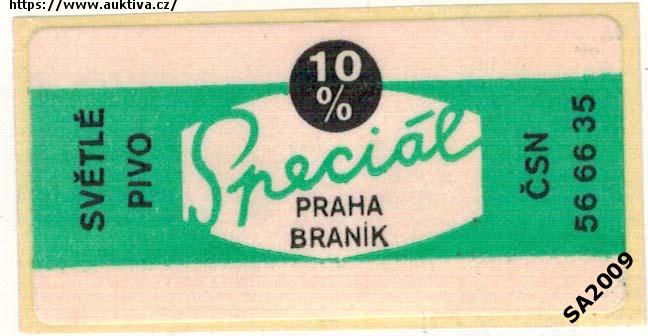 https://www.auktiva.cz/
10
%
Speciál
PRAHA
BRANÍK
SVĚTLÉ
PIVO
ČSN
56 66 35
SA2009